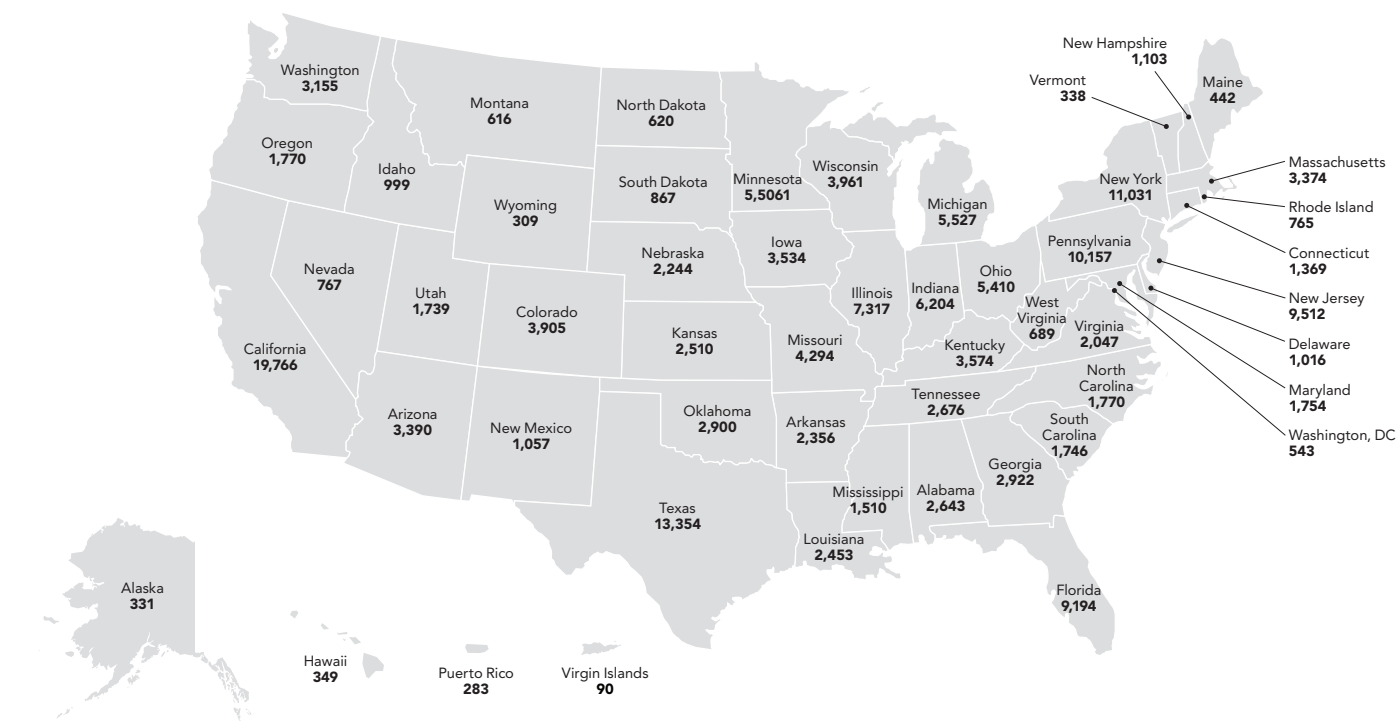 New Hampshire
1,103
Vermont
338
Maine
442
Washington
3,155
Montana
616
North Dakota
620
Oregon
1,770
Idaho
999
Wyoming
309
South Dakota
867
Minnesota
5,5061
Wisconsin
3,961
Michigan
5,527
New York
11,031
Massachusetts
3,374
Rhode Island
765
Connecticut
1,369
New Jersey
9,512
Delaware
1,016
Maryland
1,754
Washington, DC
543
Nevada
767
Utah
1,739
Colorado
3,905
Nebraska
2,244
Iowa
3,534
Illinois
7,317
Indiana
6,204
Ohio
5,410
Pennsylvania
10,157
West
Virginia
689
Virginia
2,047
California
19,766
Kansas
2,510
Missouri
4,294
Kentucky
3,574
Arizona
3,390
New Mexico
1,057
Oklahoma
2,900
Arkansas
2,356
Tennessee
2,676
North
Carolina
1,770
South
Carolina
1,746
Georgia
2,922
Texas
13,354
Mississippi
1,510
Alabama
2,643
Louisiana
2,453
Florida
9,194
Alaska
331
Hawaii
349
Puerto Rico
283
Virgin Islands
90